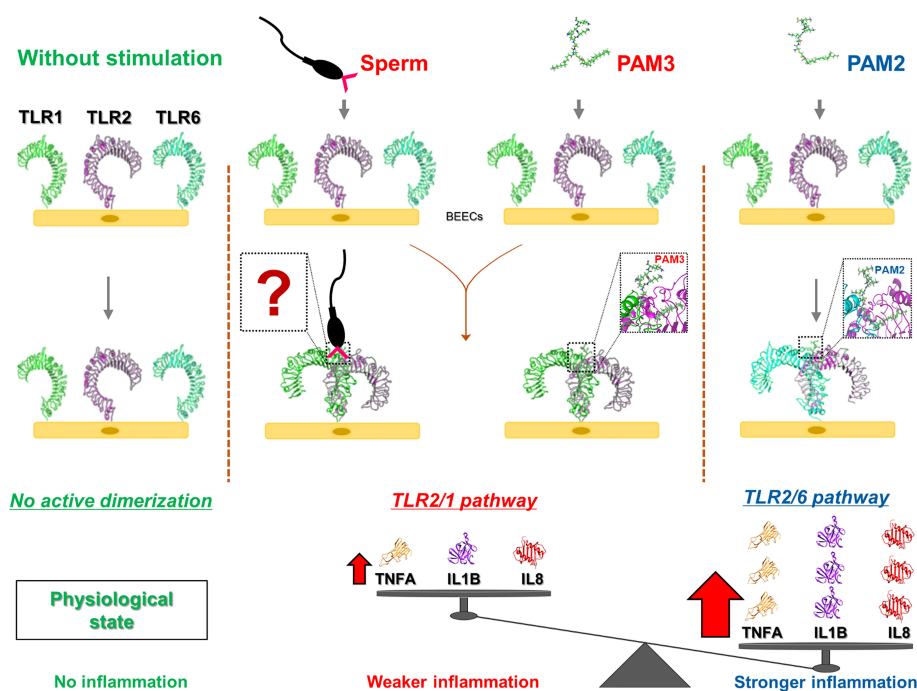 Without stimulation
Sperm
PAM3
PAM2
TLR1 TLR2 TLR6
BEECs
?
PAM3
PAM2
No active dimerization
TLR2/1 pathway
TLR2/6 pathway
TNFA IL1B IL8
Physiological
state
TNFA IL1B IL8
No inflammation
Weaker inflammation
Stronger inflammation